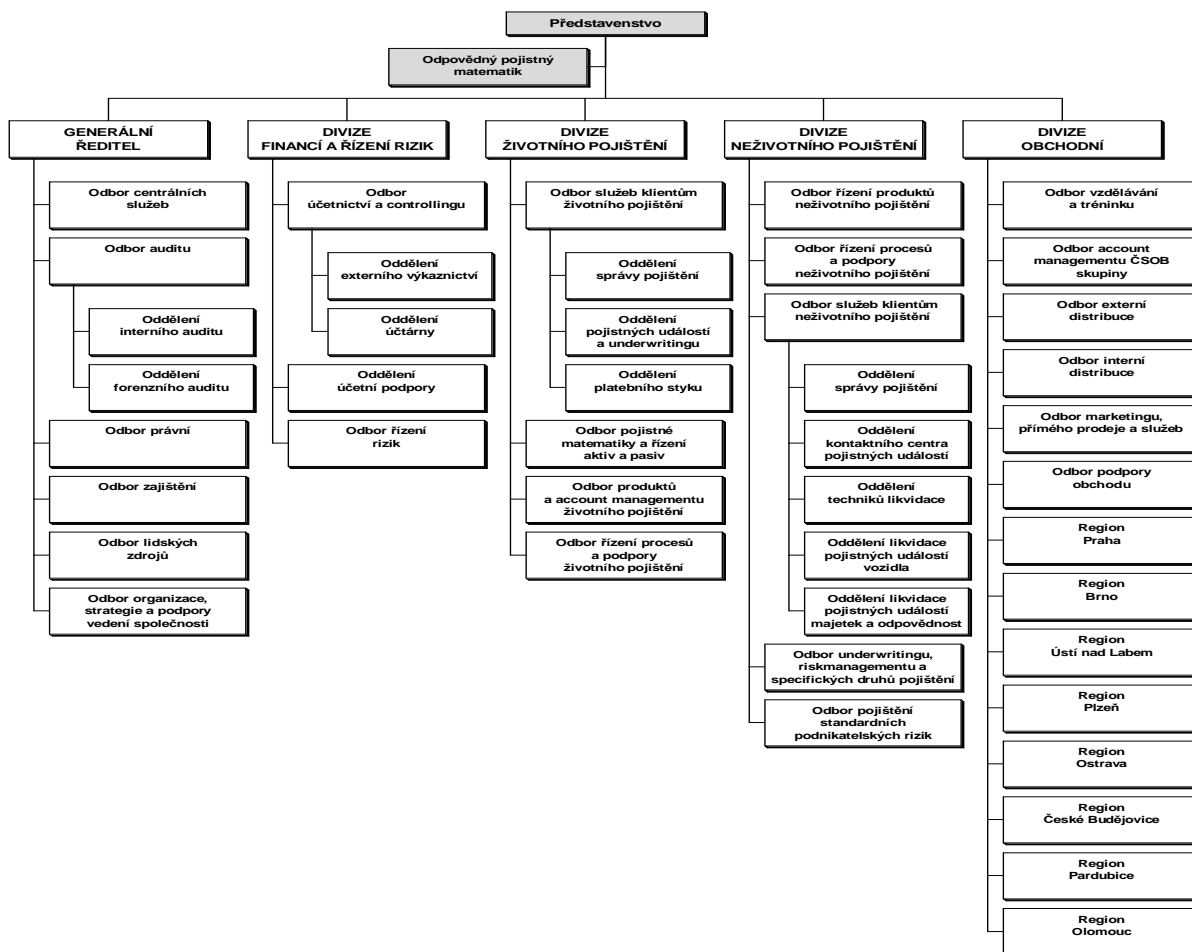 Představenstvo
Odpovědný pojistný
matematik
GENERÁLNÍ
ŘEDITEL
Odbor centrálních
služeb
Odbor auditu
Oddělení
interního auditu
Oddělení
forenzního auditu
Odbor právní
Odbor zajištění
Odbor lidských
zdrojů
Odbor organizace,
strategie a podpory
vedení společnosti
DIVIZE
FINANCÍ A ŘÍZENÍ RIZIK
Odbor
účetnictví a controllingu
Oddělení
externího výkaznictví
Oddělení
účtárny
Oddělení
účetní podpory
Odbor řízení
rizik
DIVIZE
ŽIVOTNÍHO POJIŠTĚNÍ
Odbor služeb klientům
životního pojištění
Oddělení
správy pojištění
Oddělení
pojistných událostí
a underwritingu
Oddělení
platebního styku
Odbor pojistné
matematiky a řízení
aktiv a pasiv
Odbor produktů
a account managementu
životního pojištění
Odbor řízení procesů
a podpory
životního pojištění
DIVIZE
NEŽIVOTNÍHO POJIŠTĚNÍ
Odbor řízení produktů
neživotního pojištění
Odbor řízení procesů
a podpory
neživotního pojištění
Odbor služeb klientům
neživotního pojištění
Oddělení
správy pojištění
Oddělení
kontaktního centra
pojistných událostí
Oddělení
techniků likvidace
Oddělení likvidace
pojistných událostí
vozidla
Oddělení likvidace
pojistných událostí
majetek a odpovědnost
Odbor underwritingu,
riskmanagementu a
specifických druhů pojištění
Odbor pojištění
standardních
podnikatelských rizik
DIVIZE
OBCHODNÍ
Odbor vzdělávání
a tréninku
Odbor account
managementu ČSOB
skupiny
Odbor externí
distribuce
Odbor interní
distribuce
Odbor marketingu,
přímého prodeje a služeb
Odbor podpory
obchodu
Region
Praha
Region
Brno
Region
Ústí nad Labem
Region
Plzeň
Region
Ostrava
Region
České Budějovice
Region
Pardubice
Region
Olomouc